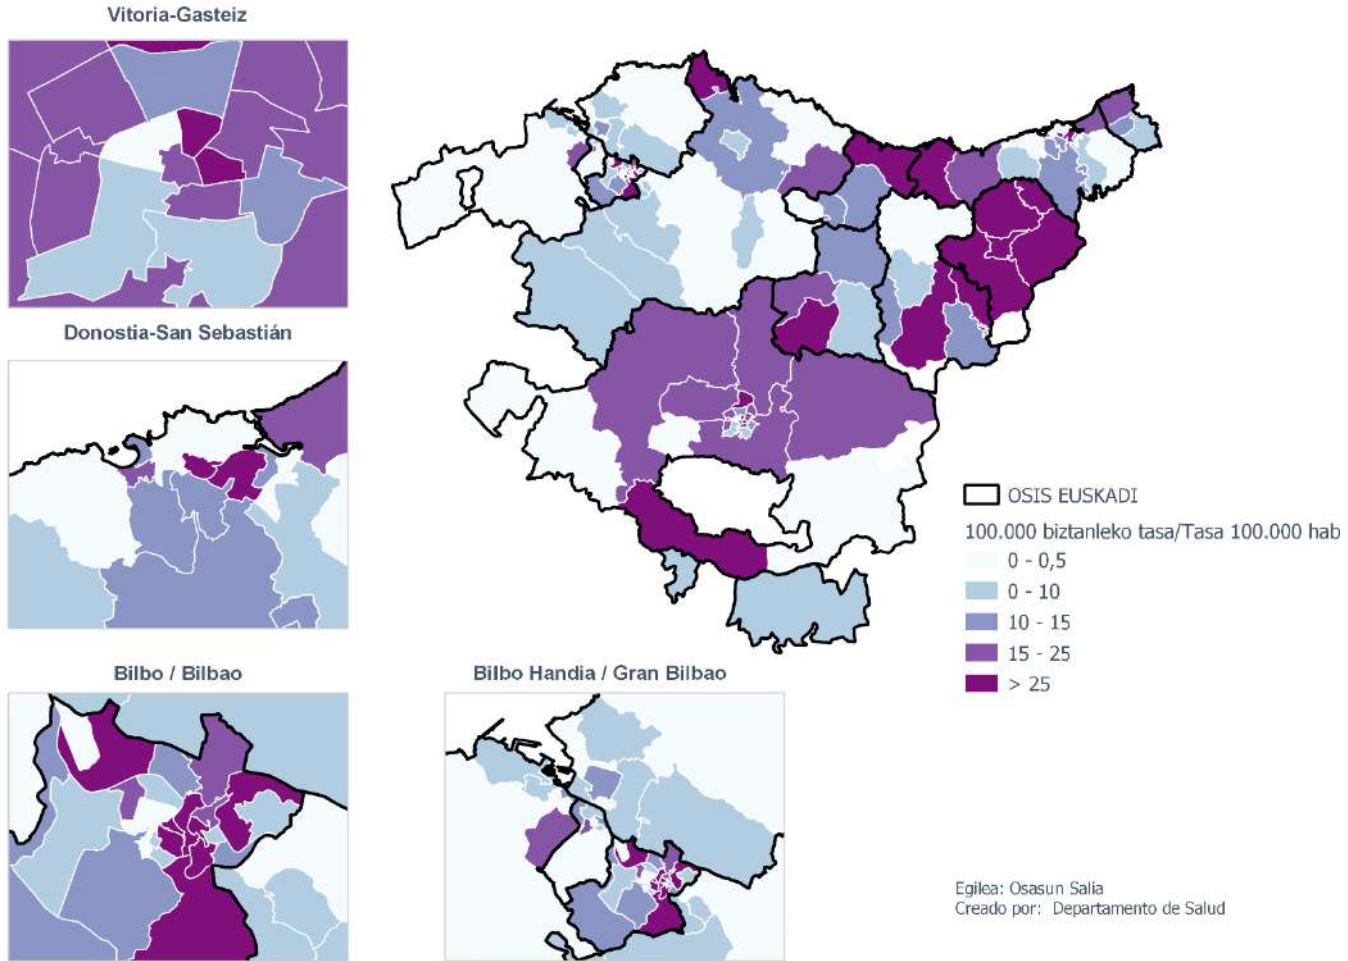 Vitoria-Gasteiz
Donostia-San Sebastián
Bilbo / Bilbao
Bilbo Handia / Gran Bilbao
OSIS EUSKADI
100.000 biztanleko tasa/Tasa 100.000 hab
0 - 0,5
0 - 10
10 - 15
15 - 25
> 25
Egilea: Osasun Salia
Creado por: Departamento de Salud